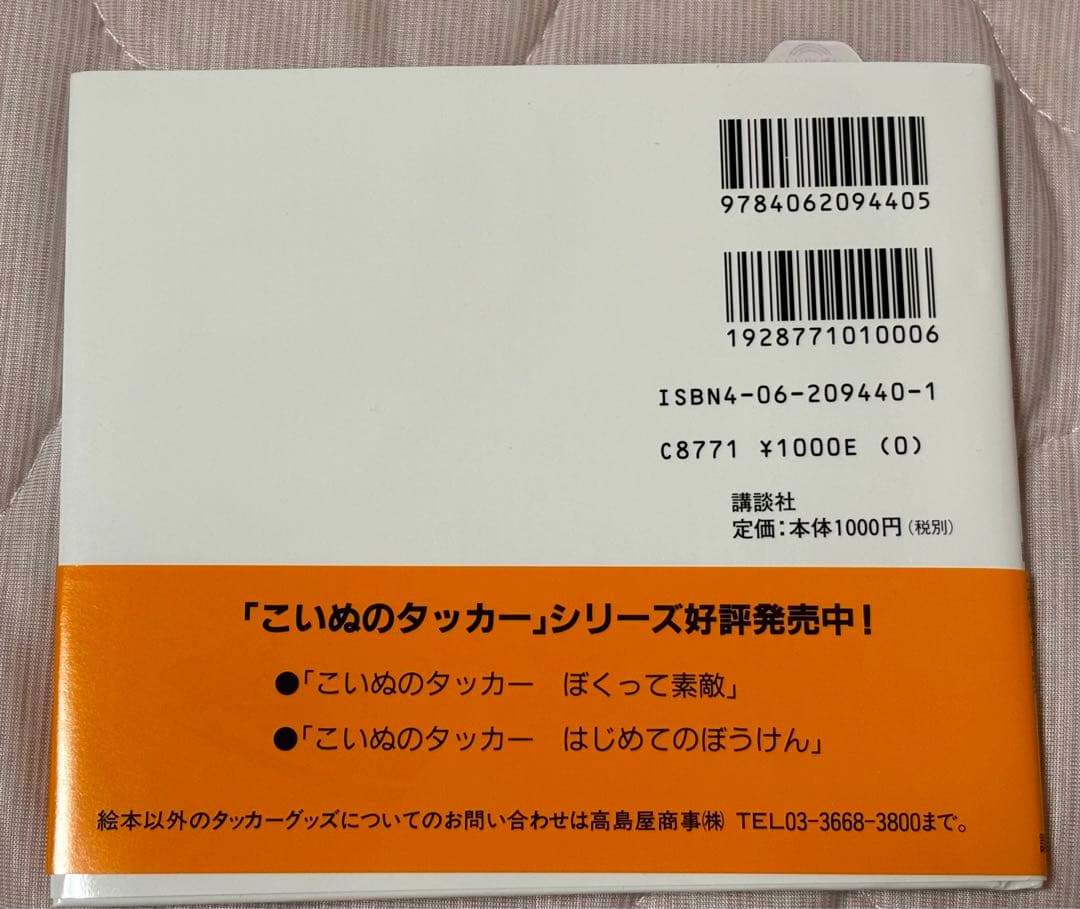 9784062094405
1928771010006
ISBN4-06-209440-1
C8771 ¥1000E (0)
講談社
定価：本体1000円（税別）
「こいぬのタッカー」シリーズ好評発売中！
●「こいぬのタッカー　ぼくって素敵」
●「こいぬのタッカー　はじめてのぼうけん」
絵本以外のタッカーグッズについてのお問い合わせは高島屋商事㈱ TEL03-3668-3800まで。